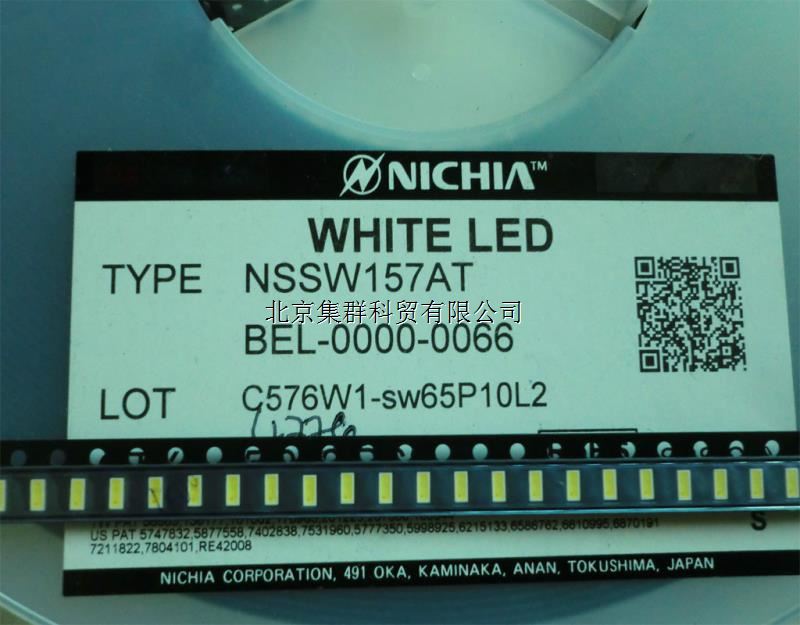 NICHIA™
WHITE LED
TYPE NSSW157AT
北京集群科贸有限公司
BEL-0000-0066
LOT C576W1-sw65P10L2
US PAT 5747832,5877558,7402838,7531960,5777350,5998925,6215133,6586762,6610995,6870191
7211822,7804101,RE42008
S
NICHIA CORPORATION, 491 OKA, KAMINAKA, ANAN, TOKUSHIMA, JAPAN